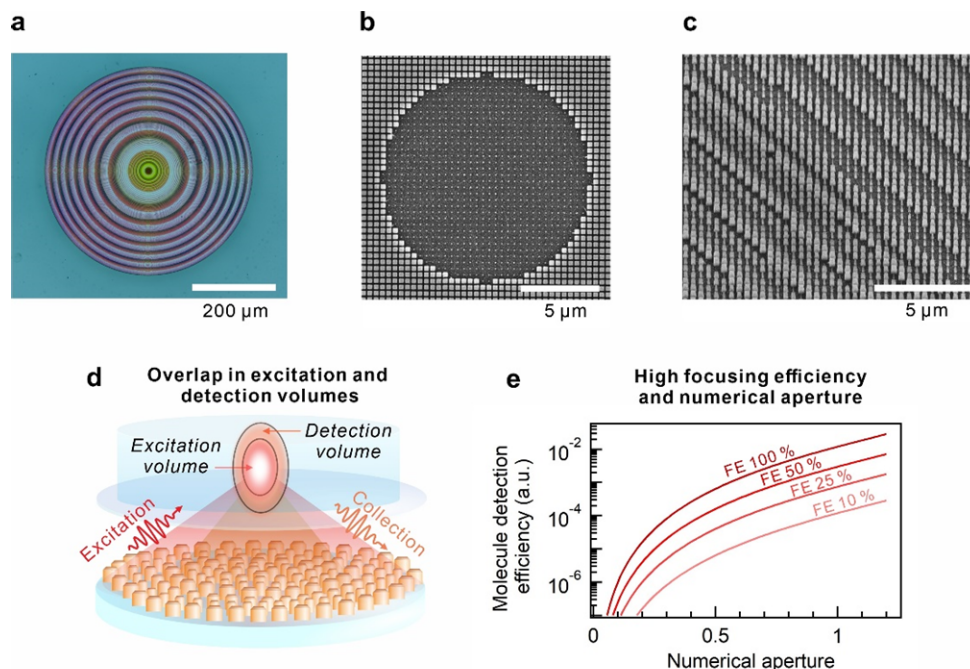 a
b
c
200 µm
5 µm
5 µm
d
Overlap in excitation and
detection volumes
Excitation
volume
Detection
volume
Excitation
Collection
e
High focusing efficiency
and numerical aperture
Molecule detection
efficiency (a.u.)
10-2
10-4
10-6
FE 100 %
FE 50 %
FE 25 %
FE 10 %
0
0.5
1
Numerical aperture